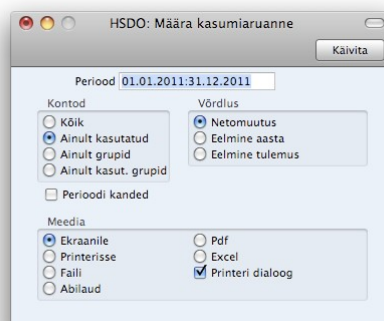 HSDO: Määra kasumiaruanne
Käivita
Periood 01.01.2011:31.12.2011
Kontod
Kõik
Ainult kasutatud
Ainult grupid
Ainult kasut. grupid
Perioodi kanded
Võrdlus
Netomuutus
Eelmine aasta
Eelmine tulemus
Meedia
Ekraanile
Printerisse
Faili
Abilaud
Pdf
Excel
Printeri dialoog